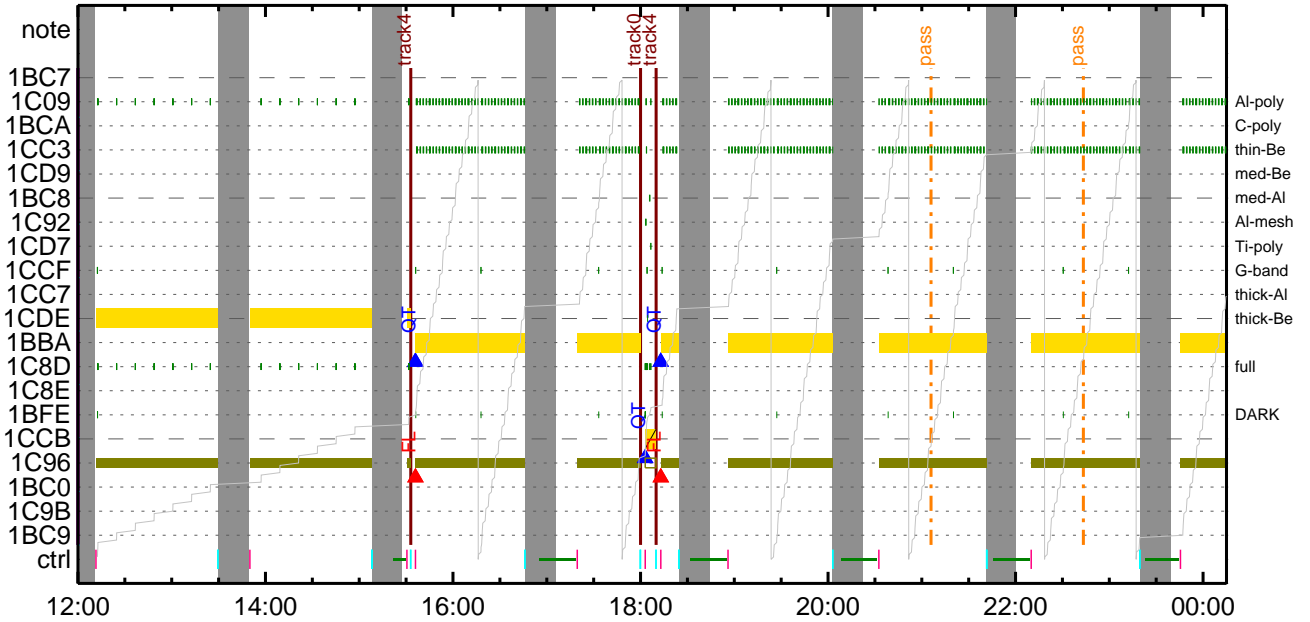 note
track4
track0
track4
pass
pass
1BC7
1C09 Al-poly
1BCA C-poly
1CC3 thin-Be
1CD9 med-Be
1BC8 med-Al
1C92 Al-mesh
1CD7 Ti-poly
1CCF G-band
1CC7 thick-Al
1CDE QT QT thick-Be
1BBA
1C8D full
1C8E
1BFE QT DARK
1CCB FL FL
1C96
1BC0
1C9B
1BC9
ctrl
12:00 14:00 16:00 18:00 20:00 22:00 00:00